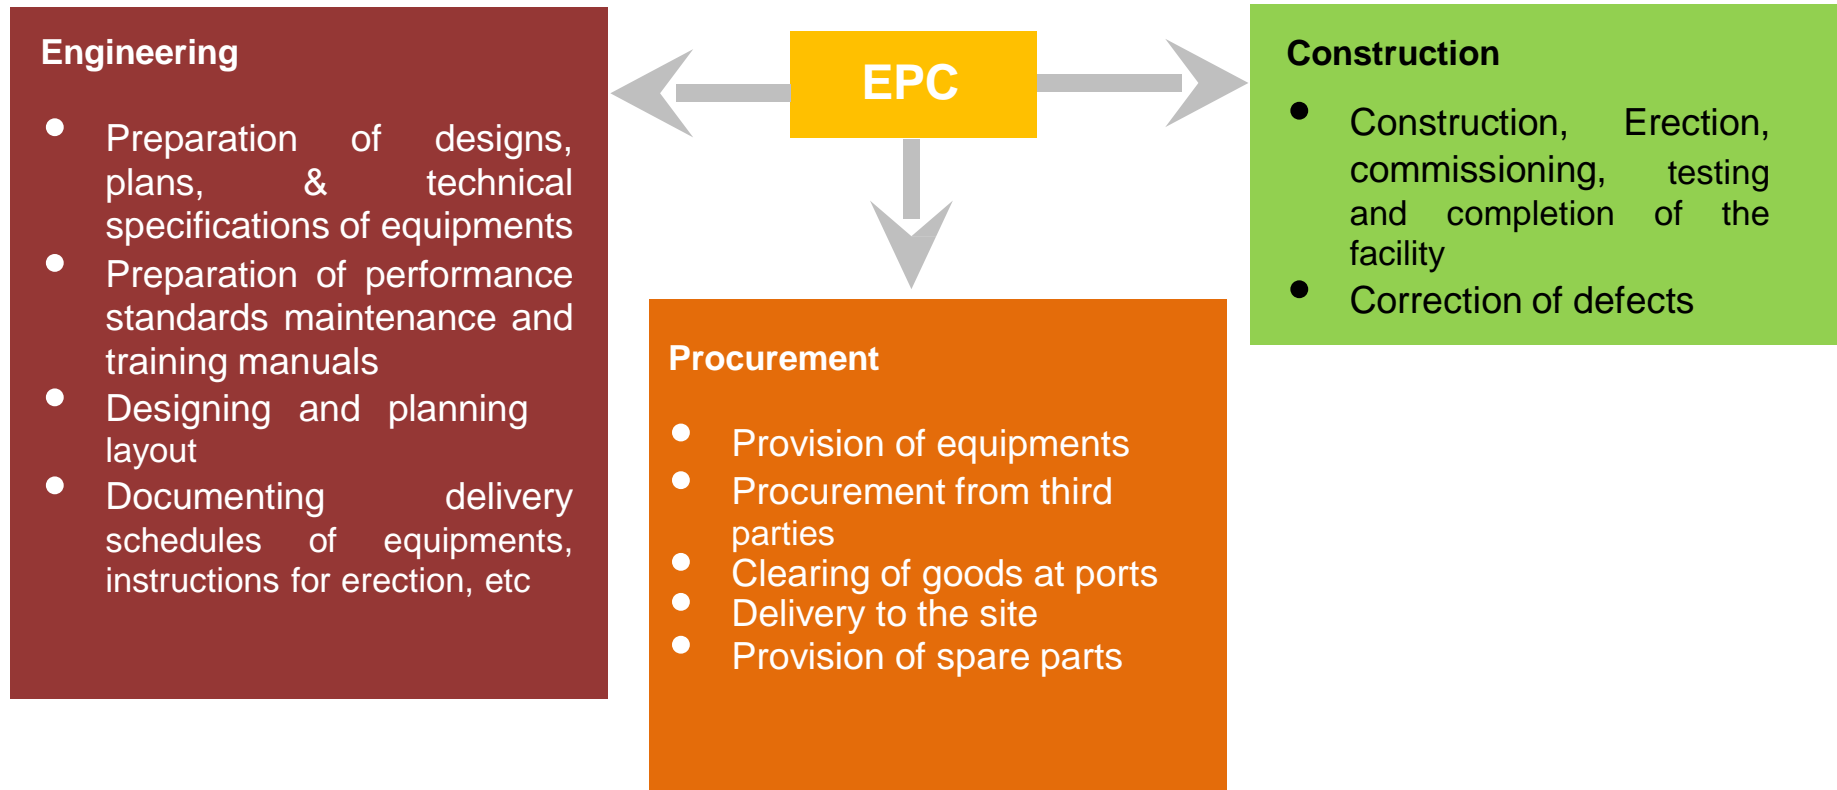 EPC
Engineering
• Preparation of designs,
plans, & technical
specifications of equipments
• Preparation of performance
standards maintenance and
training manuals
• Designing and planning
layout
• Documenting delivery
schedules of equipments,
instructions for erection, etc
Procurement
• Provision of equipments
• Procurement from third
parties
• Clearing of goods at ports
• Delivery to the site
• Provision of spare parts
Construction
• Construction, Erection,
commissioning, testing
and completion of the
facility
• Correction of defects